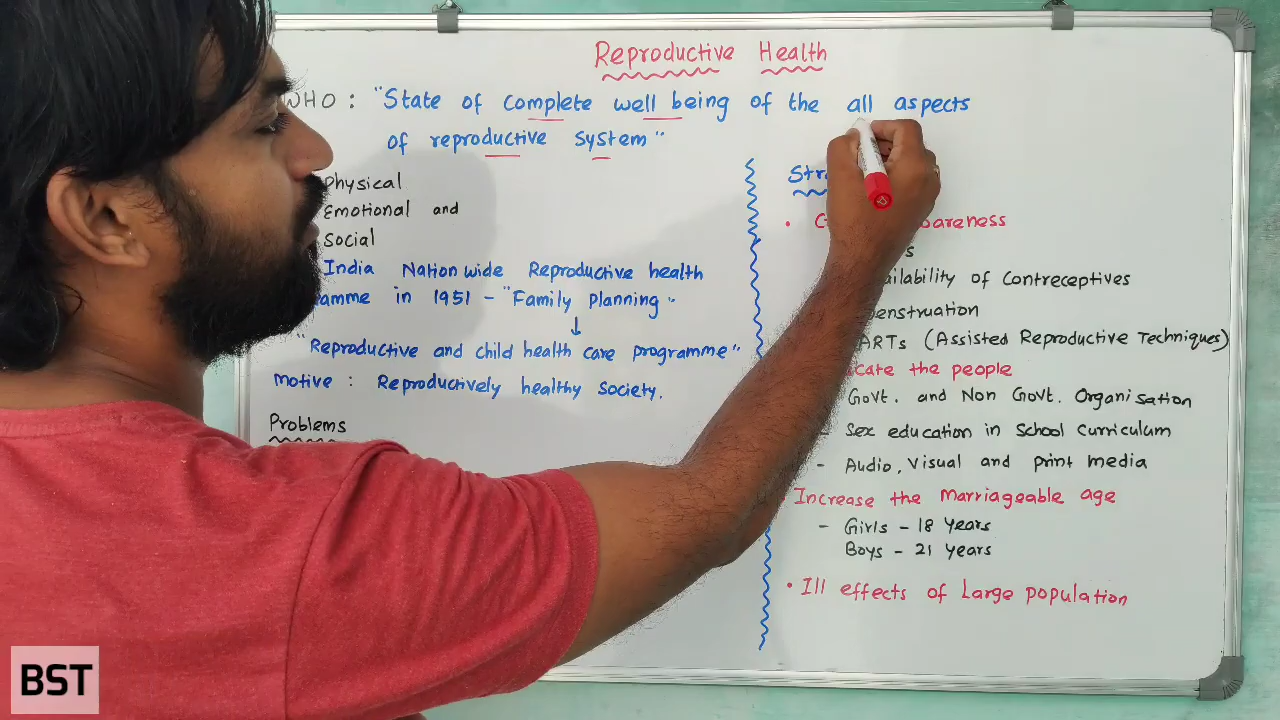 Reproductive Health
WHO : "State of complete well being of the all aspects
of reproductive system"
Physical
Emotional and
Social
India Nation wide Reproductive health
in 1951 - "Family Planning"
↓
"Reproductive and child health care programme"
Motive : Reproductively healthy Society.
Problems
•
ailability of Contreceptives
enstruation
ARTs (Assisted Reproductive Techniques)
the people
Govt. and Non Govt. Organisation
- Sex education in School curriculum
- Audio, Visual and print media
Increase the Marriageable age
- Girls - 18 Years
Boys - 21 Years
• Ill effects of Large population
BST